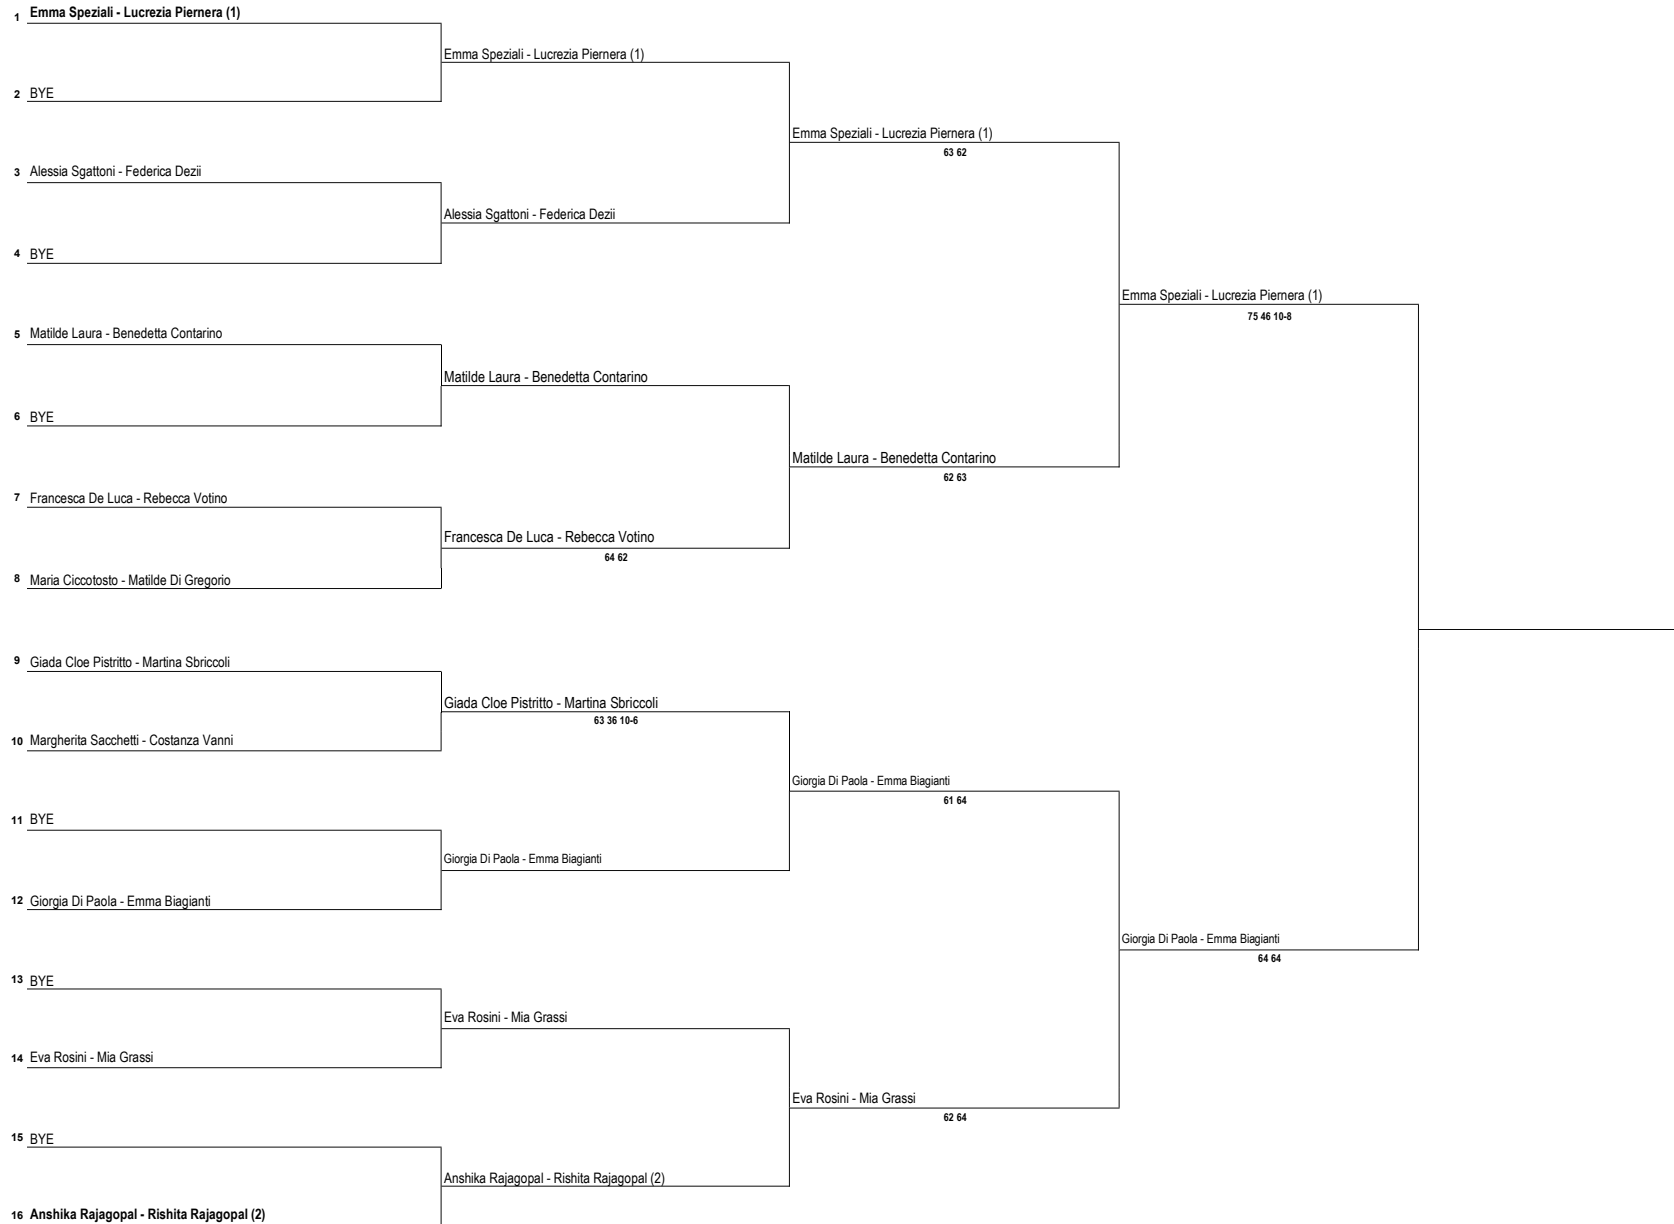 1 Emma Speziali - Lucrezia Piernera (1)
Emma Speziali - Lucrezia Piernera (1)
2 BYE
Emma Speziali - Lucrezia Piernera (1)
63 62
3 Alessia Sgattoni - Federica Dezii
Alessia Sgattoni - Federica Dezii
4 BYE
Emma Speziali - Lucrezia Piernera (1)
75 46 10-8
5 Matilde Laura - Benedetta Contarino
Matilde Laura - Benedetta Contarino
6 BYE
Matilde Laura - Benedetta Contarino
62 63
7 Francesca De Luca - Rebecca Votino
Francesca De Luca - Rebecca Votino
64 62
8 Maria Ciccotosto - Matilde Di Gregorio
9 Giada Cloe Pistritto - Martina Sbriccoli
Giada Cloe Pistritto - Martina Sbriccoli
63 36 10-6
10 Margherita Sacchetti - Costanza Vanni
Giorgia Di Paola - Emma Biagianti
61 64
11 BYE
Giorgia Di Paola - Emma Biagianti
12 Giorgia Di Paola - Emma Biagianti
Giorgia Di Paola - Emma Biagianti
64 64
13 BYE
Eva Rosini - Mia Grassi
14 Eva Rosini - Mia Grassi
Eva Rosini - Mia Grassi
62 64
15 BYE
Anshika Rajagopal - Rishita Rajagopal (2)
16 Anshika Rajagopal - Rishita Rajagopal (2)